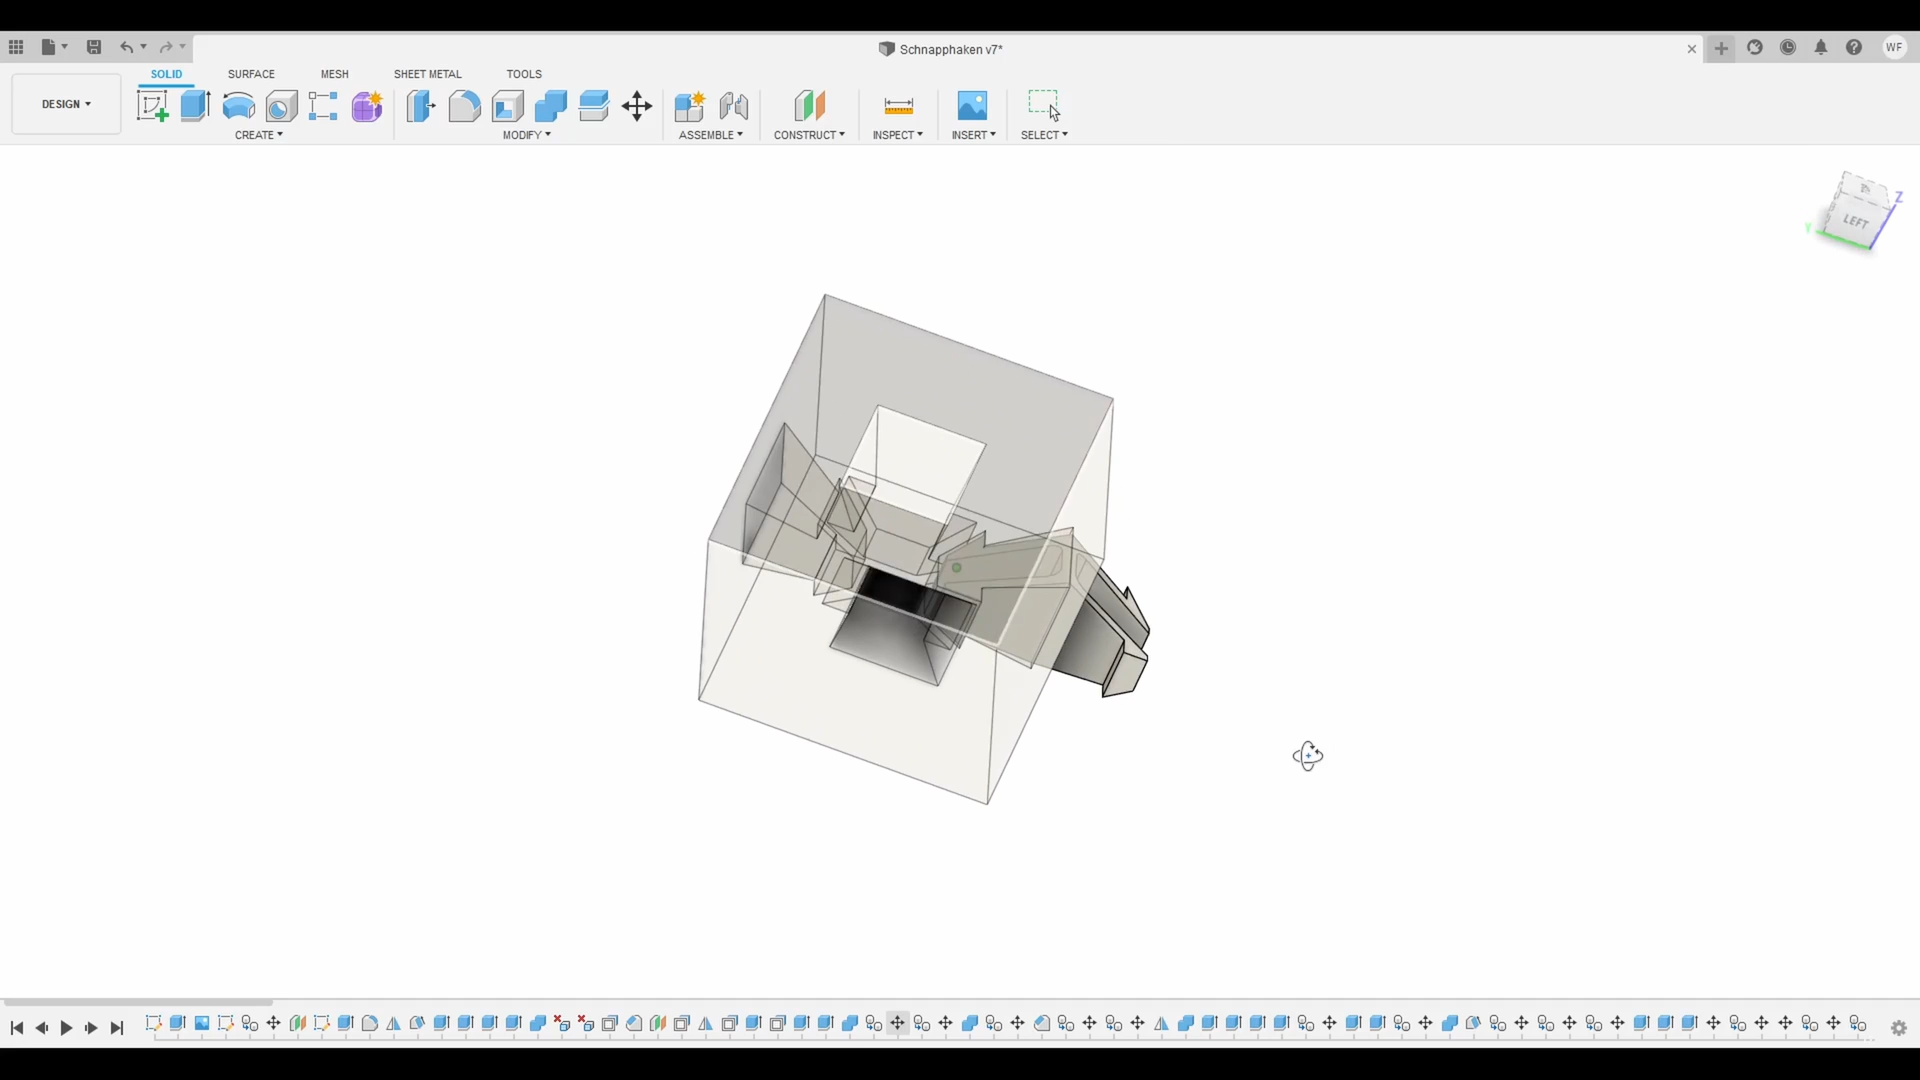 Schnapphaken v7*
WF
SOLID
SURFACE
MESH
SHEET METAL
TOOLS
DESIGN
CREATE
MODIFY
ASSEMBLE
CONSTRUCT
INSPECT
INSERT
SELECT
LEFT
Z
Y